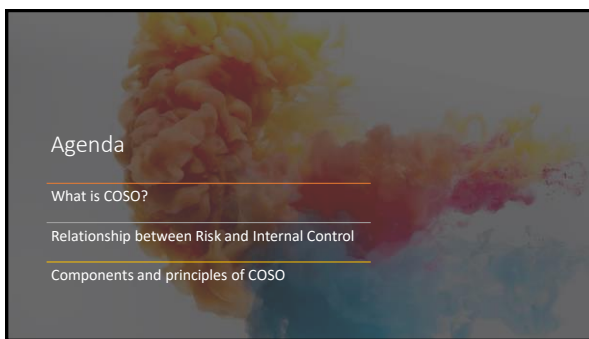 Agenda
What is COSO?
Relationship between Risk and Internal Control
Components and principles of COSO